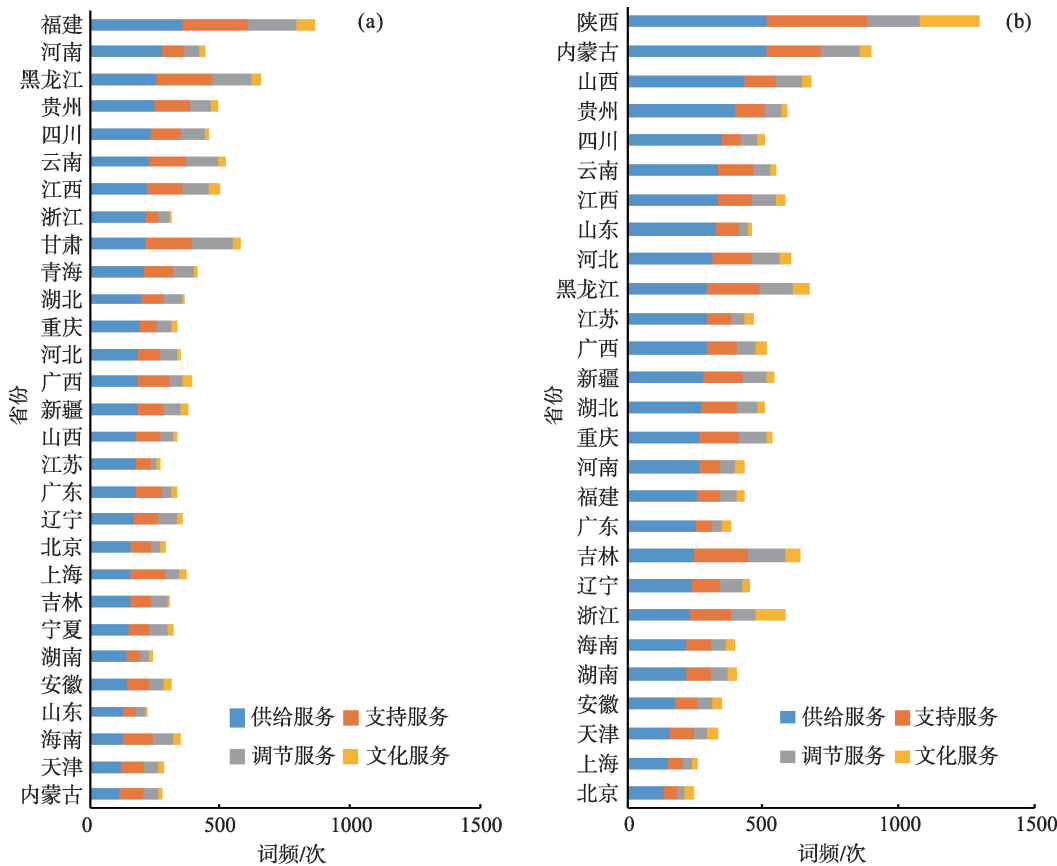 (a)
福建
河南
黑龙江
贵州
四川
云南
江西
浙江
甘肃
青海
湖北
重庆
河北
广西
新疆
山西
江苏
广东
辽宁
北京
上海
吉林
宁夏
湖南
安徽
山东
海南
天津
内蒙古
省份
供给服务 支持服务
调节服务 文化服务
0 500 1000 1500
词频/次
(b)
陕西
内蒙古
山西
贵州
四川
云南
江西
山东
河北
黑龙江
江苏
广西
新疆
湖北
重庆
河南
福建
广东
吉林
辽宁
浙江
海南
湖南
安徽
天津
上海
北京
省份
供给服务 支持服务
调节服务 文化服务
0 500 1000 1500
词频/次